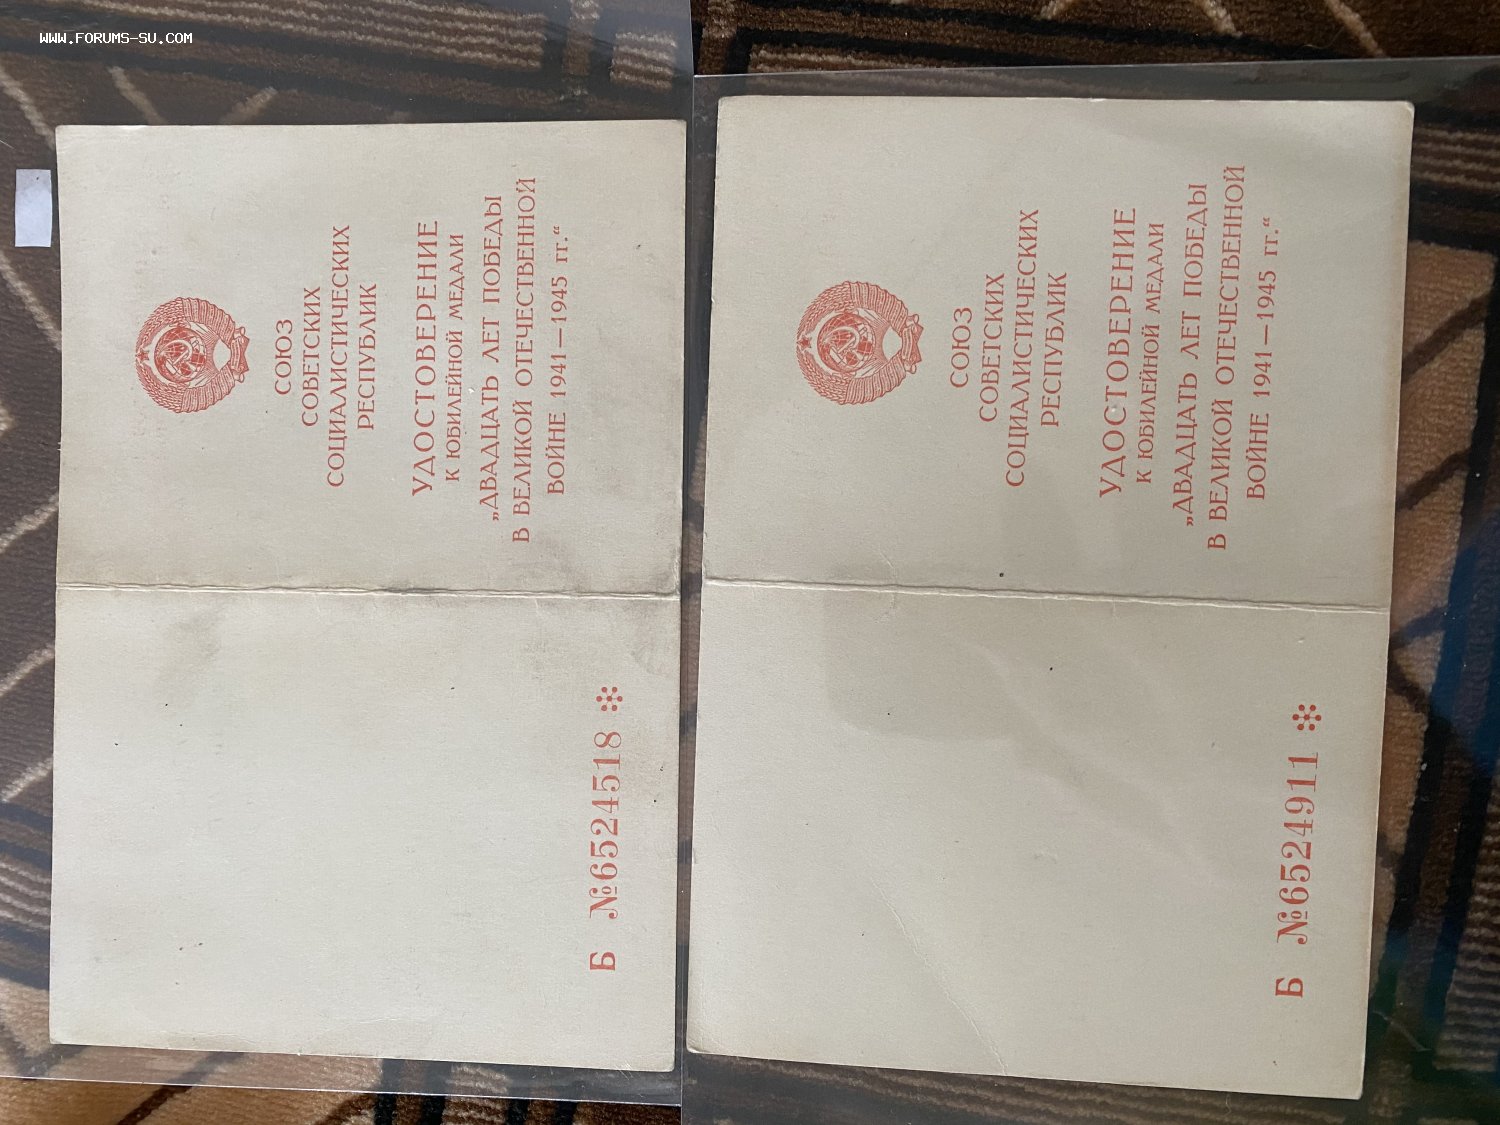 WWW.FORUMS-SU.COM
СОЮЗ
СОВЕТСКИХ
СОЦИАЛИСТИЧЕСКИХ
РЕСПУБЛИК
УДОСТОВЕРЕНИЕ
К ЮБИЛЕЙНОЙ МЕДАЛИ
„ДВАДЦАТЬ ЛЕТ ПОБЕДЫ
В ВЕЛИКОЙ ОТЕЧЕСТВЕННОЙ
ВОЙНЕ 1941—1945 гг.“
Б №6524518
СОЮЗ
СОВЕТСКИХ
СОЦИАЛИСТИЧЕСКИХ
РЕСПУБЛИК
УДОСТОВЕРЕНИЕ
К ЮБИЛЕЙНОЙ МЕДАЛИ
„ДВАДЦАТЬ ЛЕТ ПОБЕДЫ
В ВЕЛИКОЙ ОТЕЧЕСТВЕННОЙ
ВОЙНЕ 1941—1945 гг.“
Б №6524911